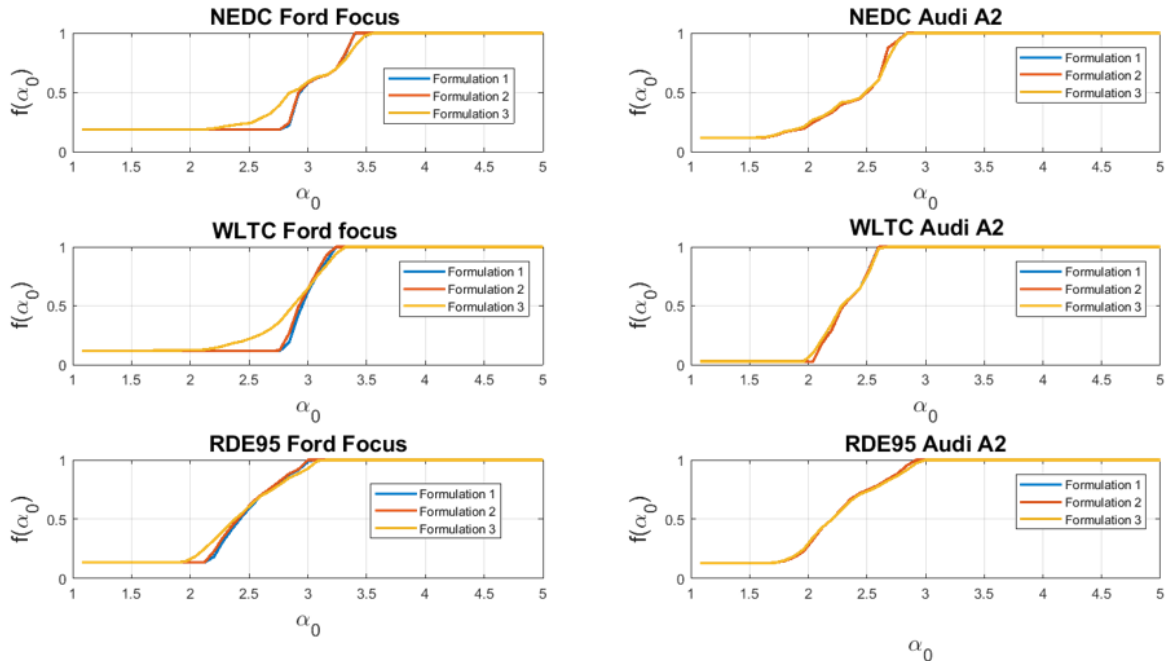 NEDC Ford Focus
f(α0)
1
0.5
0
Formulation 1
Formulation 2
Formulation 3
1 1.5 2 2.5 3 3.5 4 4.5 5
α0
NEDC Audi A2
f(α0)
1
0.5
0
Formulation 1
Formulation 2
Formulation 3
1 1.5 2 2.5 3 3.5 4 4.5 5
α0
WLTC Ford focus
f(α0)
1
0.5
0
Formulation 1
Formulation 2
Formulation 3
1 1.5 2 2.5 3 3.5 4 4.5 5
α0
WLTC Audi A2
f(α0)
1
0.5
0
Formulation 1
Formulation 2
Formulation 3
1 1.5 2 2.5 3 3.5 4 4.5 5
α0
RDE95 Ford Focus
f(α0)
1
0.5
0
Formulation 1
Formulation 2
Formulation 3
1 1.5 2 2.5 3 3.5 4 4.5 5
α0
RDE95 Audi A2
f(α0)
1
0.5
0
Formulation 1
Formulation 2
Formulation 3
1 1.5 2 2.5 3 3.5 4 4.5 5
α0